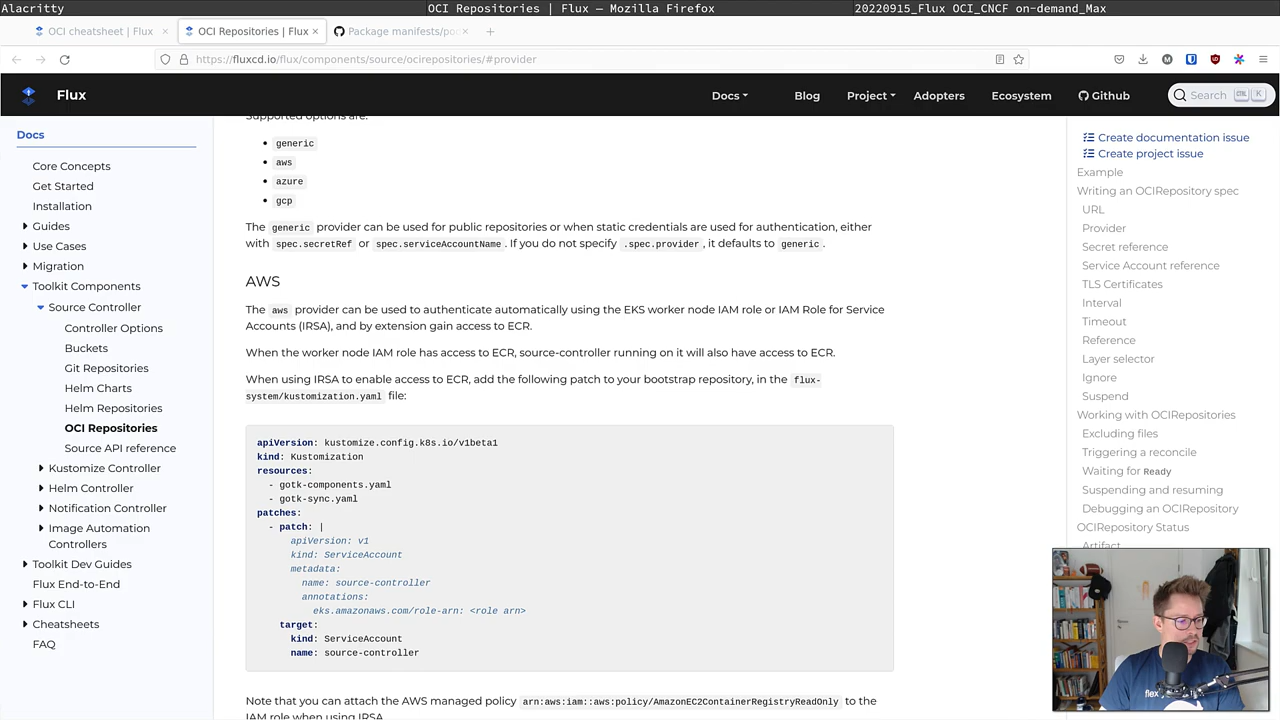 Alacritty
OCI Repositories | Flux — Mozilla Firefox
20220915_Flux OCI_CNCF on-demand_Max
OCI cheatsheet | Flux
OCI Repositories | Flux
Package manifests/po
https://fluxcd.io/flux/components/source/ocirepositories/#provider
Flux
Docs
Blog
Project
Adopters
Ecosystem
Github
Search
CTRL
K
Docs
Core Concepts
Get Started
Installation
Guides
Use Cases
Migration
Toolkit Components
Source Controller
Controller Options
Buckets
Git Repositories
Helm Charts
Helm Repositories
OCI Repositories
Source API reference
Kustomize Controller
Helm Controller
Notification Controller
Image Automation
Controllers
Toolkit Dev Guides
Flux End-to-End
Flux CLI
Cheatsheets
FAQ
Supported options are:
generic
aws
azure
gcp
The generic provider can be used for public repositories or when static credentials are used for authentication, either
with spec.secretRef or spec.serviceAccountName. If you do not specify .spec.provider, it defaults to generic.
AWS
The aws provider can be used to authenticate automatically using the EKS worker node IAM role or IAM Role for Service
Accounts (IRSA), and by extension gain access to ECR.
When the worker node IAM role has access to ECR, source-controller running on it will also have access to ECR.
When using IRSA to enable access to ECR, add the following patch to your bootstrap repository, in the flux-
system/kustomization.yaml file:
apiVersion: kustomize.config.k8s.io/v1beta1
kind: Kustomization
resources:
  - gotk-components.yaml
  - gotk-sync.yaml
patches:
  - patch: |
      apiVersion: v1
      kind: ServiceAccount
      metadata:
        name: source-controller
        annotations:
          eks.amazonaws.com/role-arn: <role arn>
    target:
      kind: ServiceAccount
      name: source-controller
Note that you can attach the AWS managed policy arn:aws:iam::aws:policy/AmazonEC2ContainerRegistryReadOnly to the
IAM role when using IRSA.
Create documentation issue
Create project issue
Example
Writing an OCIRepository spec
URL
Provider
Secret reference
Service Account reference
TLS Certificates
Interval
Timeout
Reference
Layer selector
Ignore
Suspend
Working with OCIRepositories
Excluding files
Triggering a reconcile
Waiting for Ready
Suspending and resuming
Debugging an OCIRepository
OCIRepository Status
Artifact